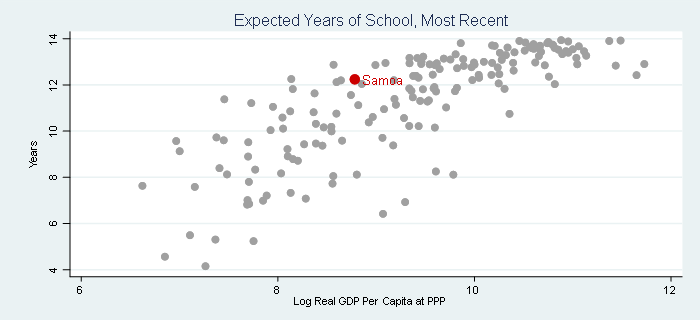 Expected Years of School, Most Recent
14
12
10
8
6
4
Years
Samoa
6 8 10 12
Log Real GDP Per Capita at PPP